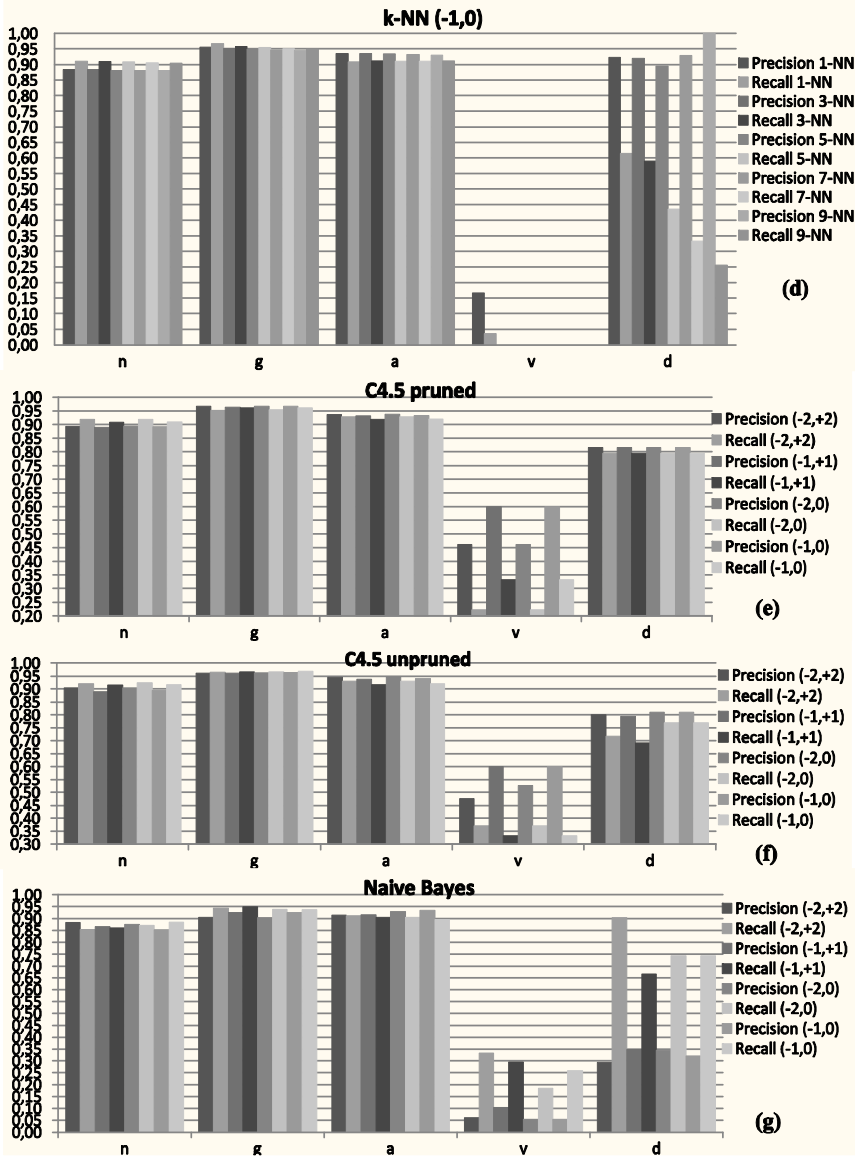 k-NN (-1,0)
1,00
0,95
0,90
0,85
0,80
0,75
0,70
0,65
0,60
0,55
0,50
0,45
0,40
0,35
0,30
0,25
0,20
0,15
0,10
0,05
0,00
n g a v d
Precision 1-NN
Recall 1-NN
Precision 3-NN
Recall 3-NN
Precision 5-NN
Recall 5-NN
Precision 7-NN
Recall 7-NN
Precision 9-NN
Recall 9-NN
(d)
C4.5 pruned
1,00
0,95
0,90
0,85
0,80
0,75
0,70
0,65
0,60
0,55
0,50
0,45
0,40
0,35
0,30
0,25
0,20
n g a v d
Precision (-2,+2)
Recall (-2,+2)
Precision (-1,+1)
Recall (-1,+1)
Precision (-2,0)
Recall (-2,0)
Precision (-1,0)
Recall (-1,0)
(e)
C4.5 unpruned
1,00
0,95
0,90
0,85
0,80
0,75
0,70
0,65
0,60
0,55
0,50
0,45
0,40
0,35
0,30
n g a v d
Precision (-2,+2)
Recall (-2,+2)
Precision (-1,+1)
Recall (-1,+1)
Precision (-2,0)
Recall (-2,0)
Precision (-1,0)
Recall (-1,0)
(f)
Naive Bayes
1,00
0,95
0,90
0,85
0,80
0,75
0,70
0,65
0,60
0,55
0,50
0,45
0,40
0,35
0,30
0,25
0,20
0,15
0,10
0,05
0,00
n g a v d
Precision (-2,+2)
Recall (-2,+2)
Precision (-1,+1)
Recall (-1,+1)
Precision (-2,0)
Recall (-2,0)
Precision (-1,0)
Recall (-1,0)
(g)